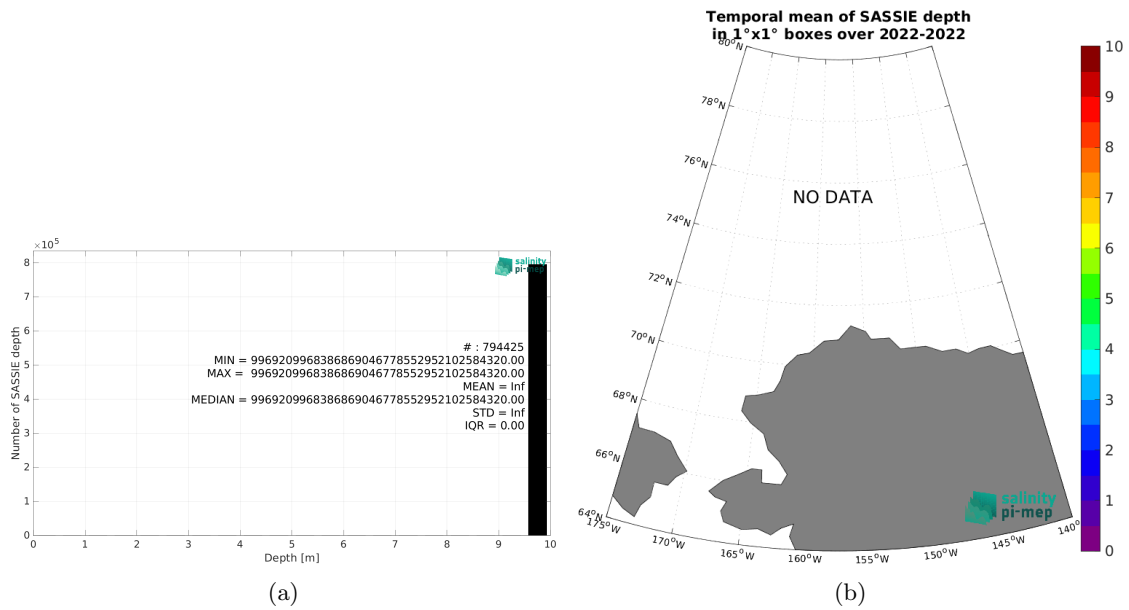 ×10⁵
8
7
6
5
4
3
2
1
0
Number of SASSIE depth
salinity
pi-mep
# : 794425
MIN = 9969209968386869046778552952102584320.00
MAX = 9969209968386869046778552952102584320.00
MEAN = Inf
MEDIAN = 9969209968386869046778552952102584320.00
STD = Inf
IQR = 0.00
0 1 2 3 4 5 6 7 8 9 10
Depth [m]
(a)
Temporal mean of SASSIE depth
in 1°x1° boxes over 2022-2022
80°N
78°N
76°N
74°N
72°N
70°N
68°N
66°N
64°N
NO DATA
175°W
170°W
165°W
160°W
155°W
150°W
145°W
140°
salinity
pi-mep
10
9
8
7
6
5
4
3
2
1
0
(b)